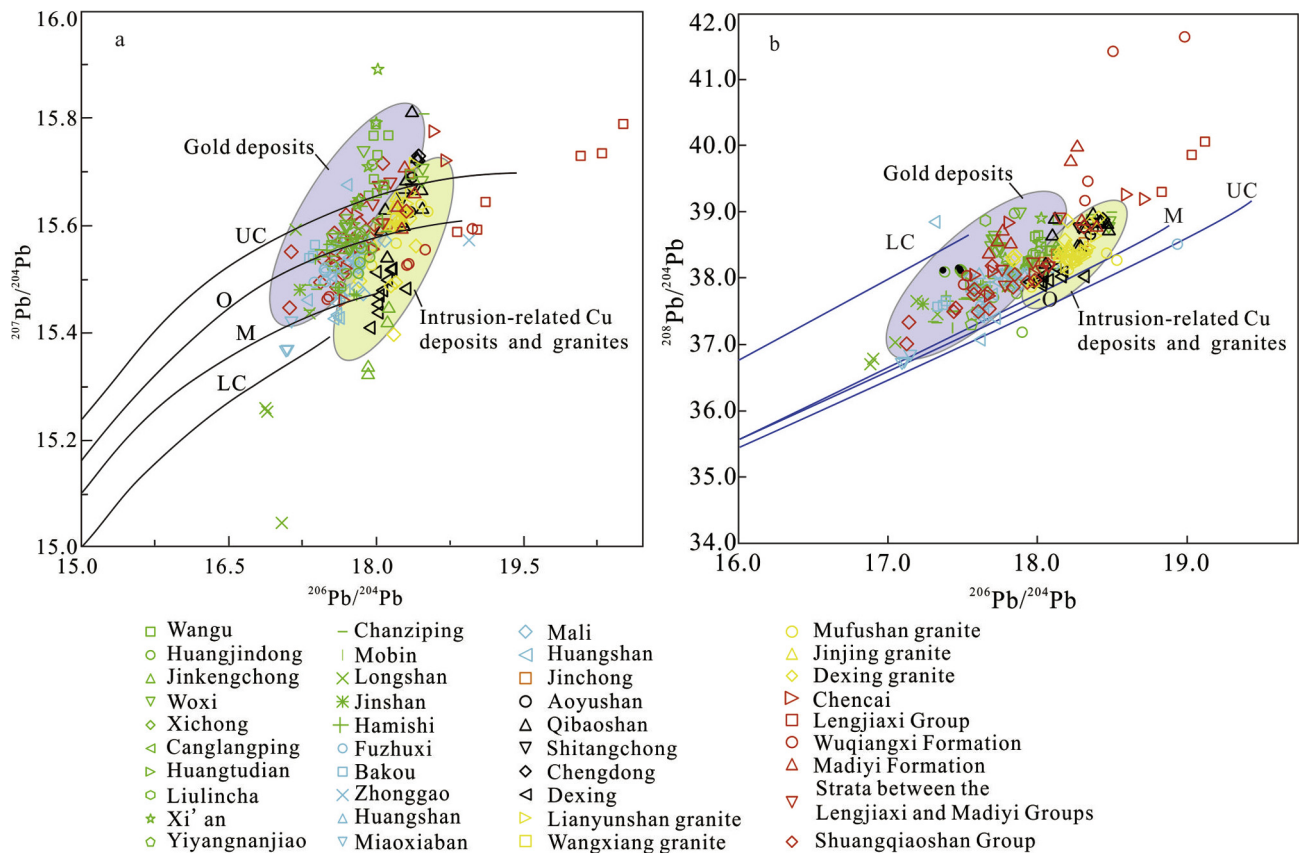 a
16.0
15.8
15.6
15.4
15.2
15.0
²⁰⁷Pb/²⁰⁴Pb
Gold deposits
UC
O
M
LC
Intrusion-related Cu
deposits and granites
15.0 16.5 18.0 19.5
²⁰⁶Pb/²⁰⁴Pb
b
42.0
41.0
40.0
39.0
38.0
37.0
36.0
35.0
34.0
²⁰⁸Pb/²⁰⁴Pb
Gold deposits
LC
M
UC
O
Intrusion-related Cu
deposits and granites
16.0 17.0 18.0 19.0
²⁰⁶Pb/²⁰⁴Pb
Wangu
Huangjindong
Jinkengchong
Woxi
Xichong
Canglangping
Huangtudian
Liulincha
Xi' an
Yiyangnanjiao
Chanziping
Mobin
Longshan
Jinshan
Hamishi
Fuzhuxi
Bakou
Zhonggao
Huangshan
Miaoxiaban
Mali
Huangshan
Jinchong
Aoyushan
Qibaoshan
Shitangchong
Chengdong
Dexing
Lianyunshan granite
Wangxiang granite
Mufushan granite
Jinjing granite
Dexing granite
Chencai
Lengjiaxi Group
Wuqiangxi Formation
Madiyi Formation
Strata between the
Lengjiaxi and Madiyi Groups
Shuangqiaoshan Group